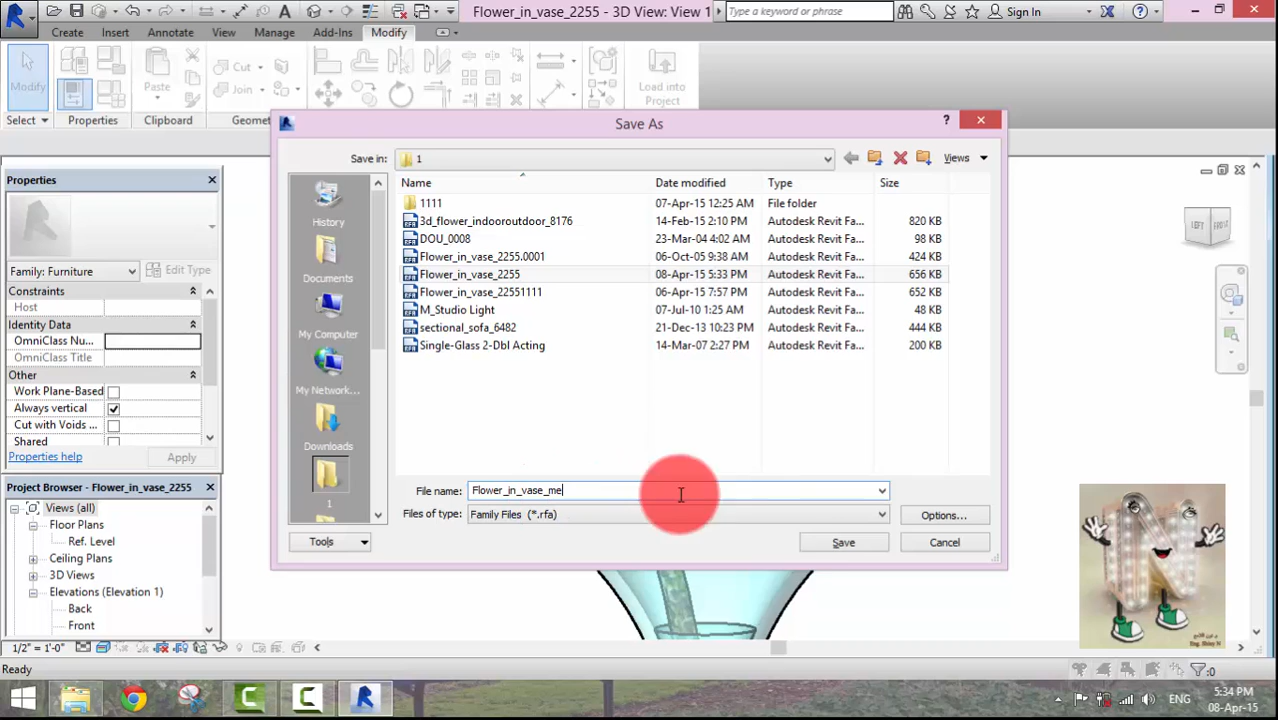 Flower_in_vase_2255 - 3D View: View 1
Type a keyword or phrase
Sign In
Create Insert Annotate View Manage Add-Ins Modify
Modify
Paste
Cut
Join
Load into
Project
Select Properties Clipboard Geomet
Save As
Save in: 1
Views
Name Date modified Type Size
1111 07-Apr-15 12:25 AM File folder
3d_flower_indooroutdoor_8176 14-Feb-15 2:10 PM Autodesk Revit Fa... 820 KB
DOU_0008 23-Mar-04 4:02 AM Autodesk Revit Fa... 98 KB
Flower_in_vase_2255.0001 06-Oct-05 9:38 AM Autodesk Revit Fa... 424 KB
Flower_in_vase_2255 08-Apr-15 5:33 PM Autodesk Revit Fa... 656 KB
Flower_in_vase_22551111 06-Apr-15 7:57 PM Autodesk Revit Fa... 652 KB
M_Studio Light 07-Jul-10 1:25 AM Autodesk Revit Fa... 48 KB
sectional_sofa_6482 21-Dec-13 10:23 PM Autodesk Revit Fa... 444 KB
Single-Glass 2-Dbl Acting 14-Mar-07 2:27 PM Autodesk Revit Fa... 200 KB
History
Documents
My Computer
My Network...
Downloads
1
File name: Flower_in_vase_me
Files of type: Family Files (*.rfa)
Options...
Tools
Save
Cancel
Properties
Family: Furniture
Edit Type
Constraints
Host
Identity Data
OmniClass Nu...
OmniClass Title
Other
Work Plane-Based
Always vertical
Cut with Voids ...
Shared
Properties help
Apply
Project Browser - Flower_in_vase_2255
Views (all)
Floor Plans
Ref. Level
Ceiling Plans
3D Views
Elevations (Elevation 1)
Back
Front
1/2" = 1'-0"
Ready
:0
LEFT FRONT
ENG
5:34 PM
08-Apr-15